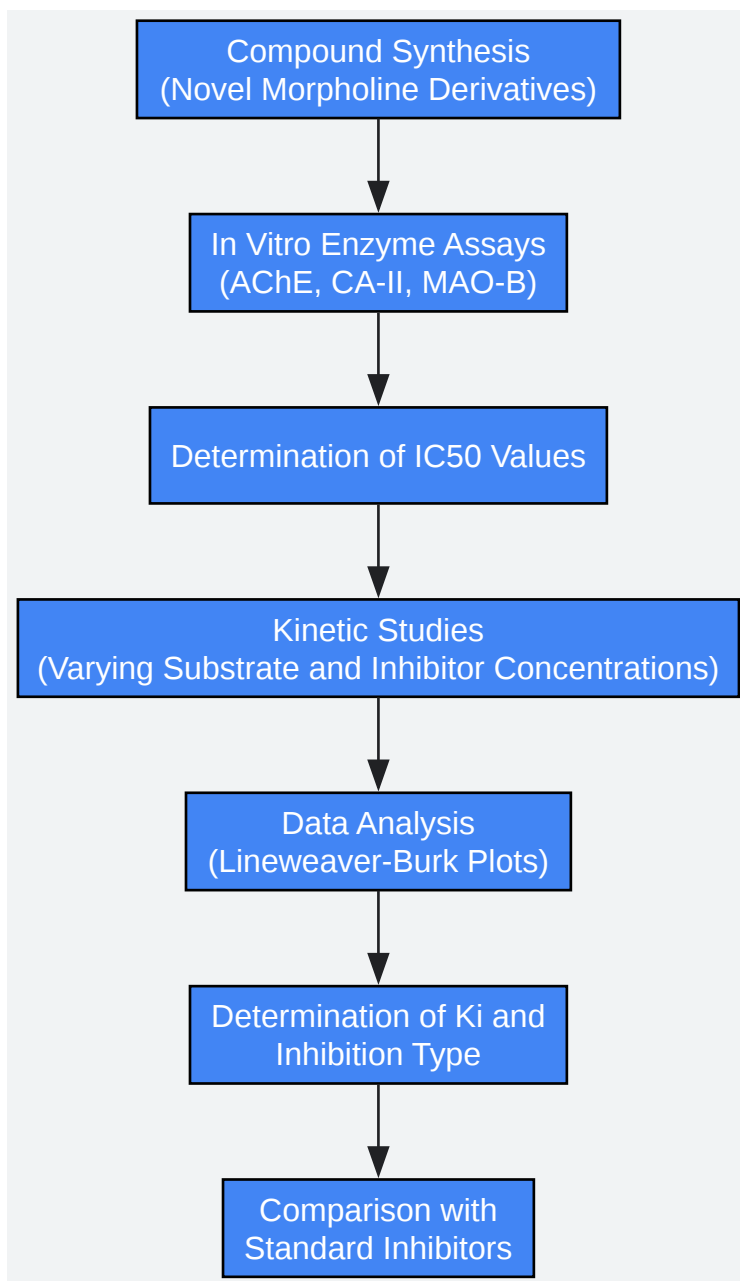 Compound Synthesis
(Novel Morpholine Derivatives)
In Vitro Enzyme Assays
(AChE, CA-II, MAO-B)
Determination of IC50 Values
Kinetic Studies
(Varying Substrate and Inhibitor Concentrations)
Data Analysis
(Lineweaver-Burk Plots)
Determination of Ki and
Inhibition Type
Comparison with
Standard Inhibitors